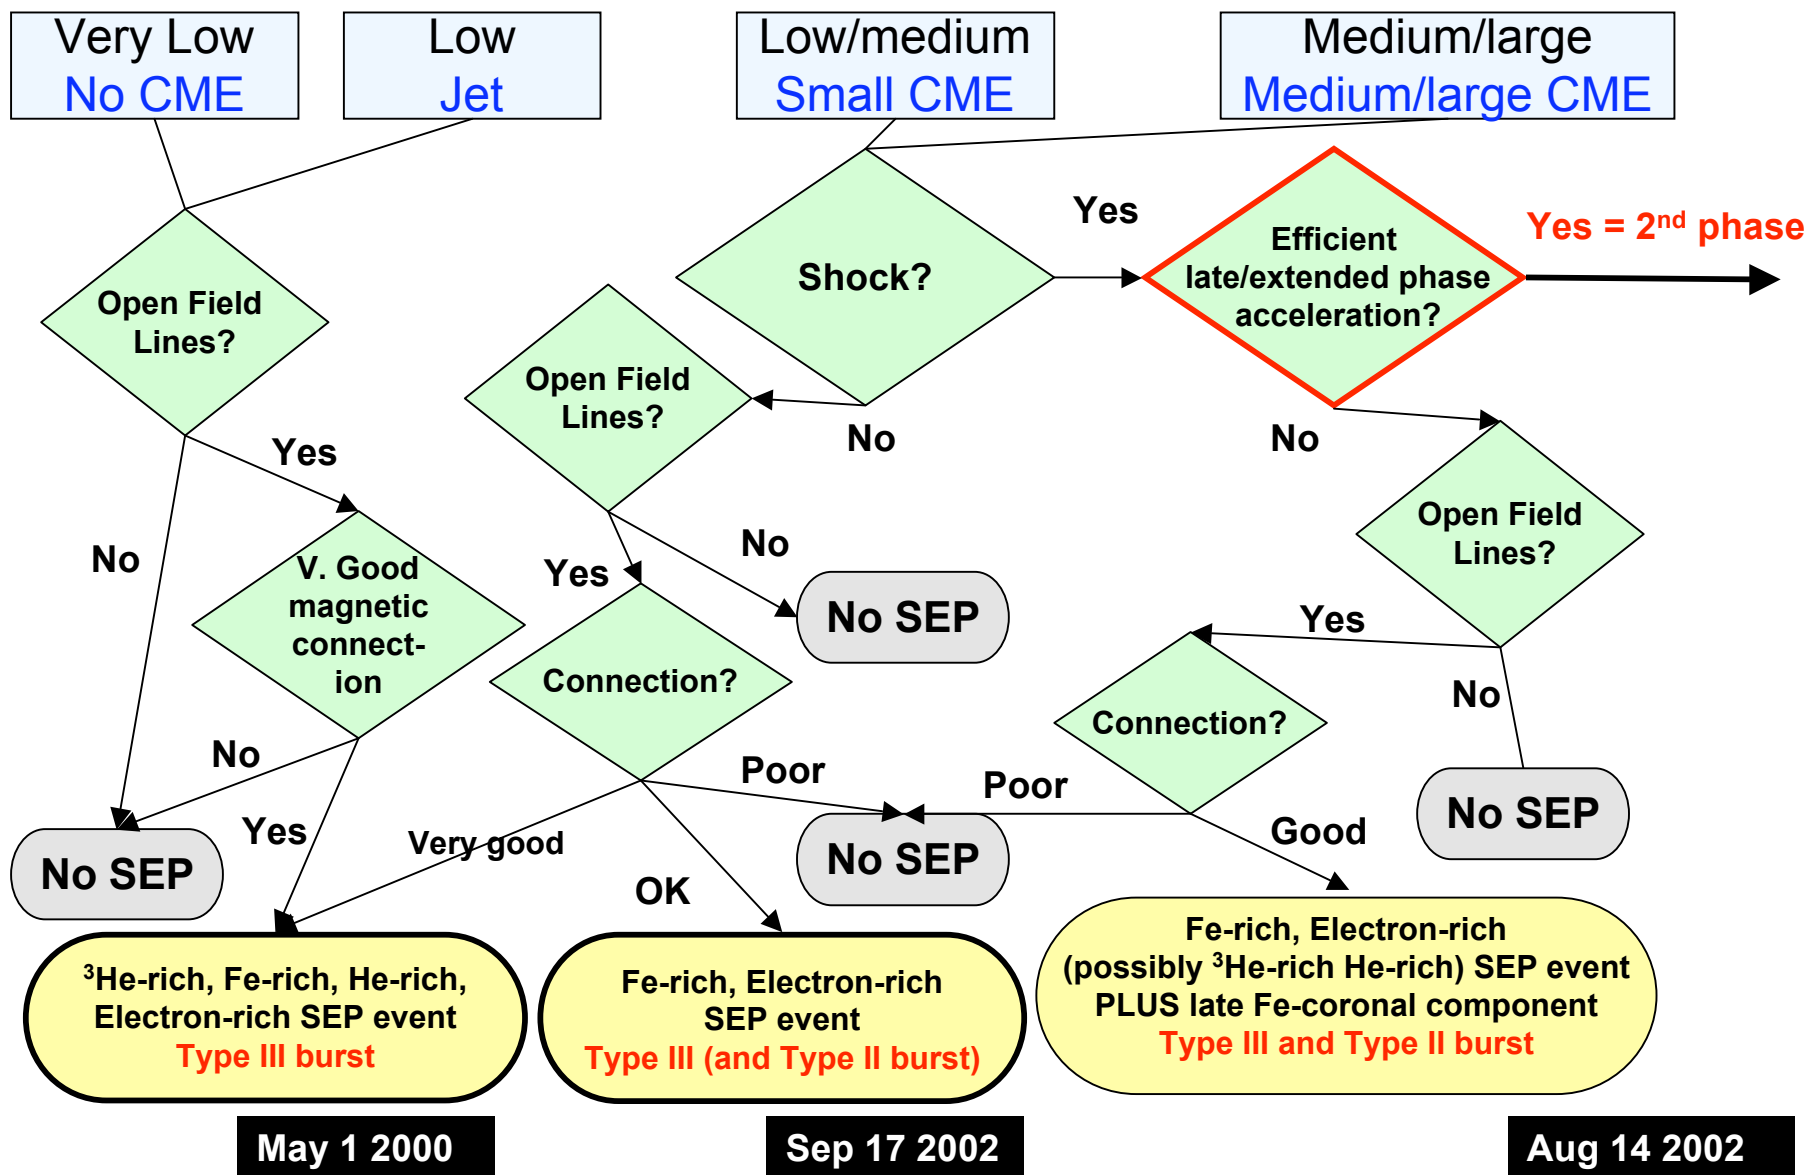 Very Low
No CME
Low
Jet
Low/medium
Small CME
Medium/large
Medium/large CME
Yes
Yes = 2nd phase
Efficient
late/extended phase
acceleration?
Shock?
Open Field
Lines?
Open Field
Lines?
No
No
Yes
Open Field
Lines?
No
No
Yes
V. Good
magnetic
connect-
ion
No SEP
Yes
Connection?
No
Connection?
No
Poor
Poor
No SEP
Yes
Very good
Good
No SEP
No SEP
OK
3He-rich, Fe-rich, He-rich,
Electron-rich SEP event
Type III burst
Fe-rich, Electron-rich
SEP event
Type III (and Type II burst)
Fe-rich, Electron-rich
(possibly 3He-rich He-rich) SEP event
PLUS late Fe-coronal component
Type III and Type II burst
May 1 2000
Sep 17 2002
Aug 14 2002